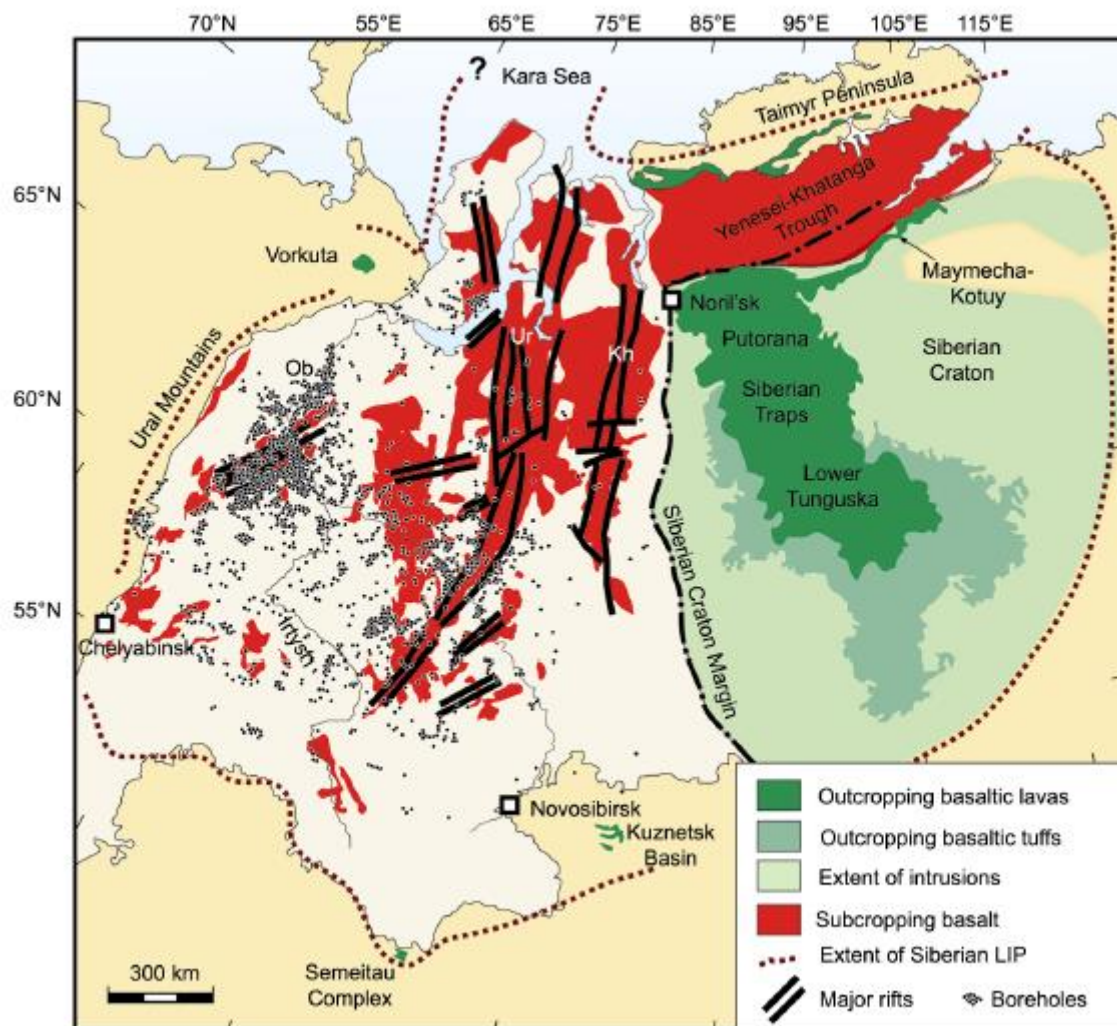 70°N 55°E 65°E 75°E 85°E 95°E 105°E 115°E
?
Kara Sea
Taimyr Peninsula
65°N
Yenesei-Khatanga
Trough
Vorkuta
Maymecha-
Kotuy
Noril'sk
Ur
Kh
Putorana
Siberian
Craton
Ob
Siberian
Traps
60°N
Ural Mountains
Lower
Tunguska
55°N
Siberian Craton Margin
Chelyabinsk
Irtysh
Novosibirsk
Kuznetsk
Basin
Semeitau
Complex
300 km
Outcropping basaltic lavas
Outcropping basaltic tuffs
Extent of intrusions
Subcropping basalt
Extent of Siberian LIP
Major rifts
Boreholes